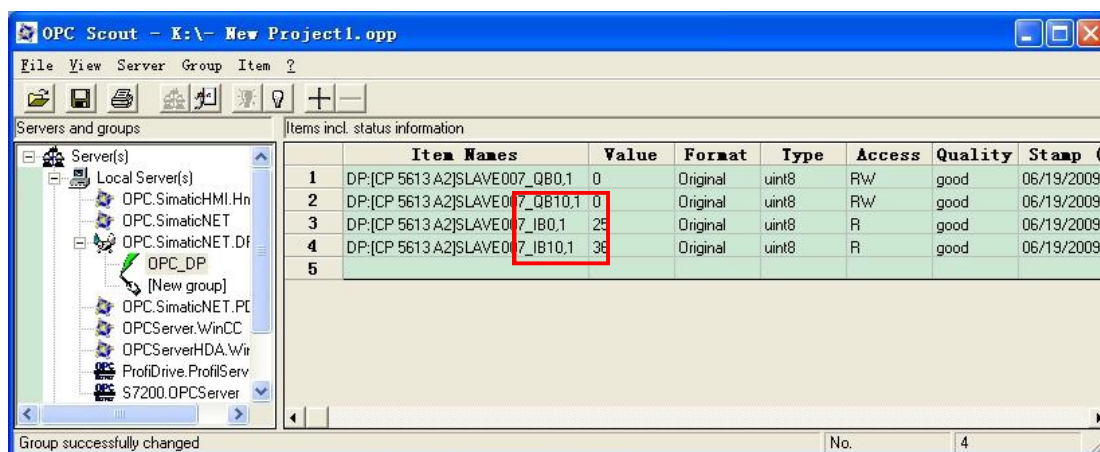 OPC Scout - K:\- New Project1.opp
File View Server Group Item ?
Servers and groups
Items incl. status information
Server(s)
Local Server(s)
OPC.SimaticHMI.Hn
OPC.SimaticNET
OPC.SimaticNET.DF
OPC_DP
[New group]
OPC.SimaticNET.PD
OPCServer.WinCC
OPCServerHDA.Win
ProfiDrive.ProfilServ
S7200.OPCServer
Item Names Value Format Type Access Quality Stamp (
1 DP:[CP 5613 A2]SLAVE007_QB0,1 0 Original uint8 RW good 06/19/2009
2 DP:[CP 5613 A2]SLAVE007_QB10,1 0 Original uint8 RW good 06/19/2009
3 DP:[CP 5613 A2]SLAVE007_IB0,1 25 Original uint8 R good 06/19/2009
4 DP:[CP 5613 A2]SLAVE007_IB10,1 Original uint8 R good 06/19/2009
5
Group successfully changed No. 4